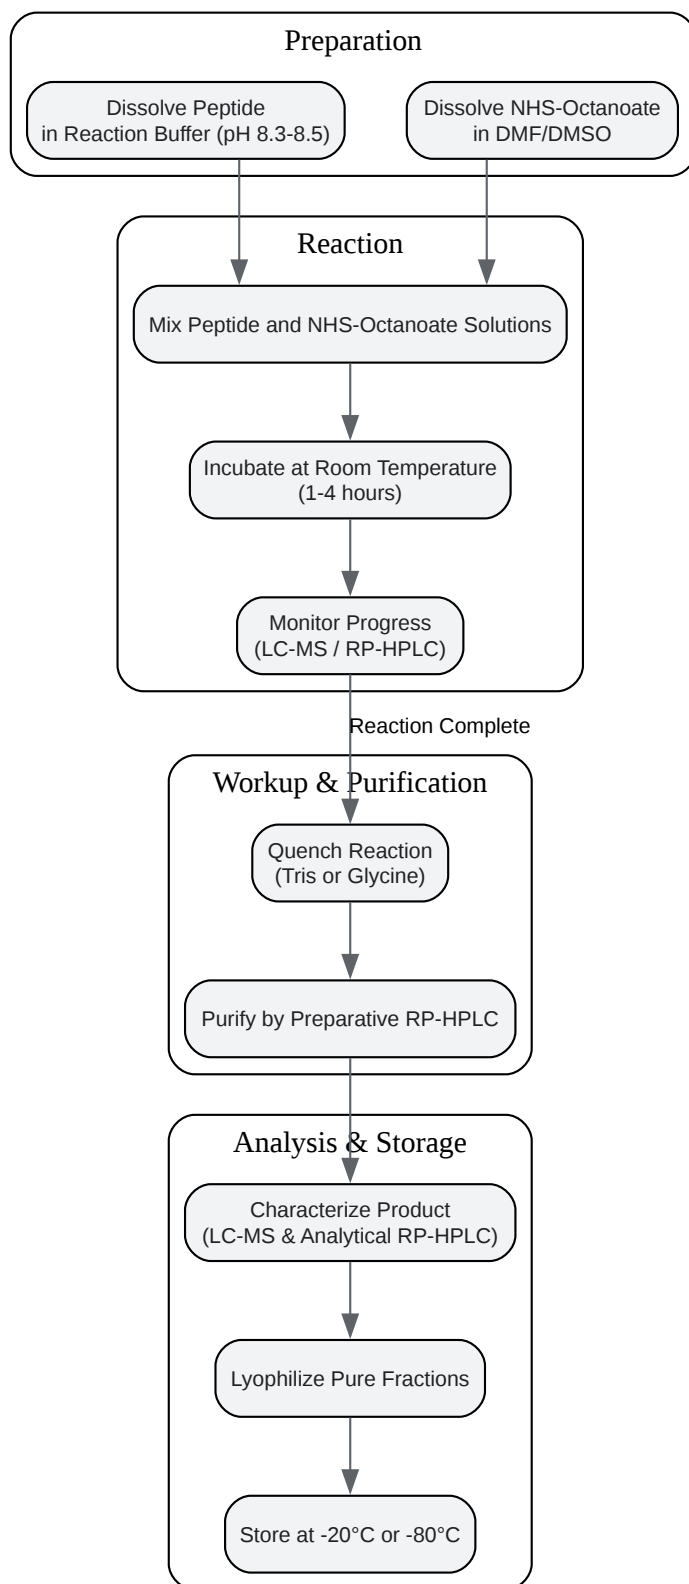 Preparation
Dissolve Peptide
in Reaction Buffer (pH 8.3-8.5)
Dissolve NHS-Octanoate
in DMF/DMSO
Reaction
Mix Peptide and NHS-Octanoate Solutions
Incubate at Room Temperature
(1-4 hours)
Monitor Progress
(LC-MS / RP-HPLC)
Reaction Complete
Workup & Purification
Quench Reaction
(Tris or Glycine)
Purify by Preparative RP-HPLC
Analysis & Storage
Characterize Product
(LC-MS & Analytical RP-HPLC)
Lyophilize Pure Fractions
Store at -20°C or -80°C